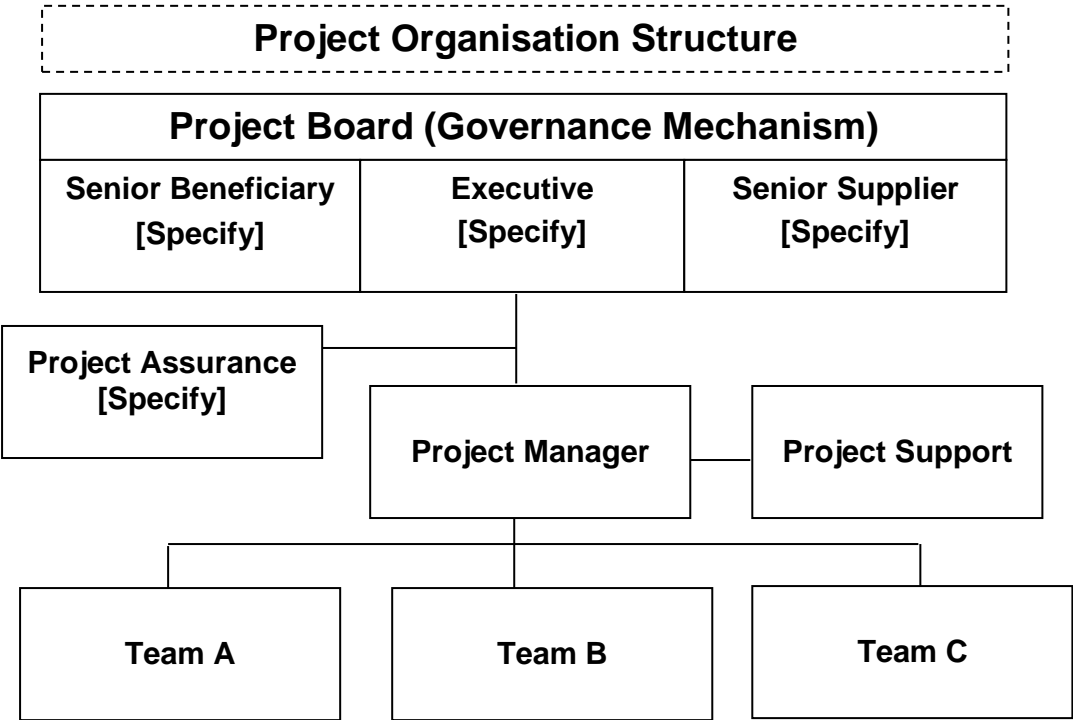 Project Organisation Structure
Project Board (Governance Mechanism)
Senior Beneficiary
[Specify]
Executive
[Specify]
Senior Supplier
[Specify]
Project Assurance
[Specify]
Project Manager
Project Support
Team A
Team B
Team C